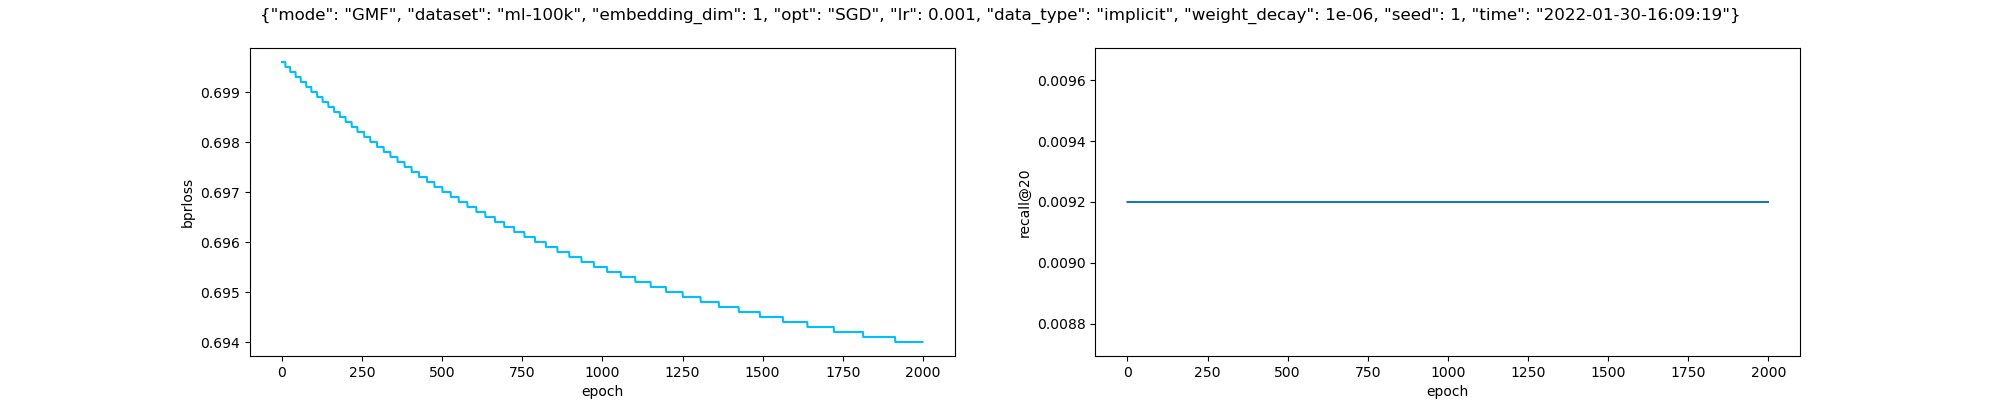 {"mode": "GMF", "dataset": "ml-100k", "embedding_dim": 1, "opt": "SGD", "lr": 0.001, "data_type": "implicit", "weight_decay": 1e-06, "seed": 1, "time": "2022-01-30-16:09:19"}
0.699
0.698
0.697
0.696
0.695
0.694
bprloss
0 250 500 750 1000 1250 1500 1750 2000
epoch
0.0096
0.0094
0.0092
0.0090
0.0088
recall@20
0 250 500 750 1000 1250 1500 1750 2000
epoch